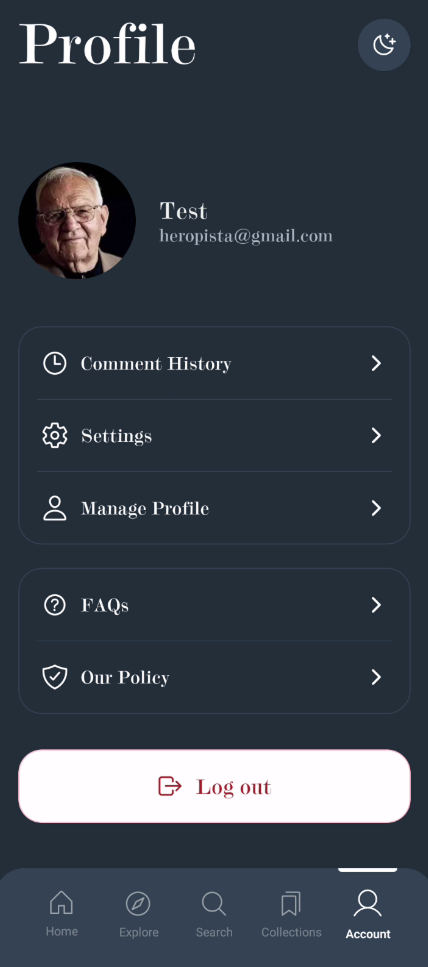 Profile
Test
heropista@gmail.com
Comment History
Settings
Manage Profile
FAQs
Our Policy
Log out
Home
Explore
Search
Collections
Account